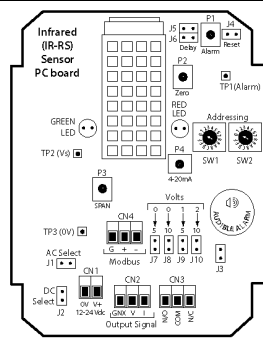 Infrared
(IR-RS)
Sensor
PC board
J5
J6
Delay
P1
Alarm
J4
Reset
P2
Zero
TP1(Alarm)
GREEN
LED
RED
LED
Addressing
SW1
SW2
TP2 (Vs)
P4
4-20mA
P3
SPAN
Volts
0 0 1 2
5 10 5 10
J7 J8 J9 J10
AUDIBLE ALARM
TP3 (0V)
CN4
G + -
Modbus
AC Select
J1
J3
DC
Select
J2
CN1
0V V+
12-24 Vdc
CN2
GNX V I
Output Signal
CN3
N/O COM N/C